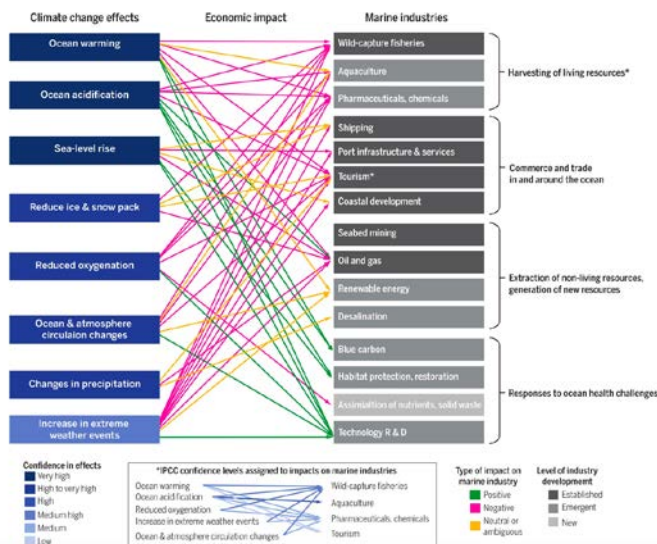 Climate change effects
Economic impact
Marine industries
Ocean warming
Ocean acidification
Sea-level rise
Reduce ice & snow pack
Reduced oxygenation
Ocean & atmosphere
circulaion changes
Changes in precipitation
Increase in extreme
weather events
Wild-capture fisheries
Aquaculture
Pharmaceuticals, chemicals
Shipping
Port infrastructure & services
Tourism*
Coastal development
Seabed mining
Oil and gas
Renewable energy
Desalination
Blue carbon
Habitat protection, restoration
Assimialtion of nutrients, solid waste
Technology R & D
Harvesting of living resources*
Commerce and trade
in and around the ocean
Extraction of non-living resources,
generation of new resources
Responses to ocean health challenges
Confidence in effects
Very high
High to very high
High
Medium high
Medium
Low
*IPCC confidence levels assigned to impacts on marine industries
Ocean warming
Ocean acidification
Reduced oxygenation
Increase in extreme weather events
Ocean & atmosphere circulation changes
Wild-capture fisheries
Aquaculture
Pharmaceuticals, chemicals
Tourism
Type of impact on
marine industry
Positive
Negative
Neutral or
ambiguous
Level of industry
development
Established
Emergent
New